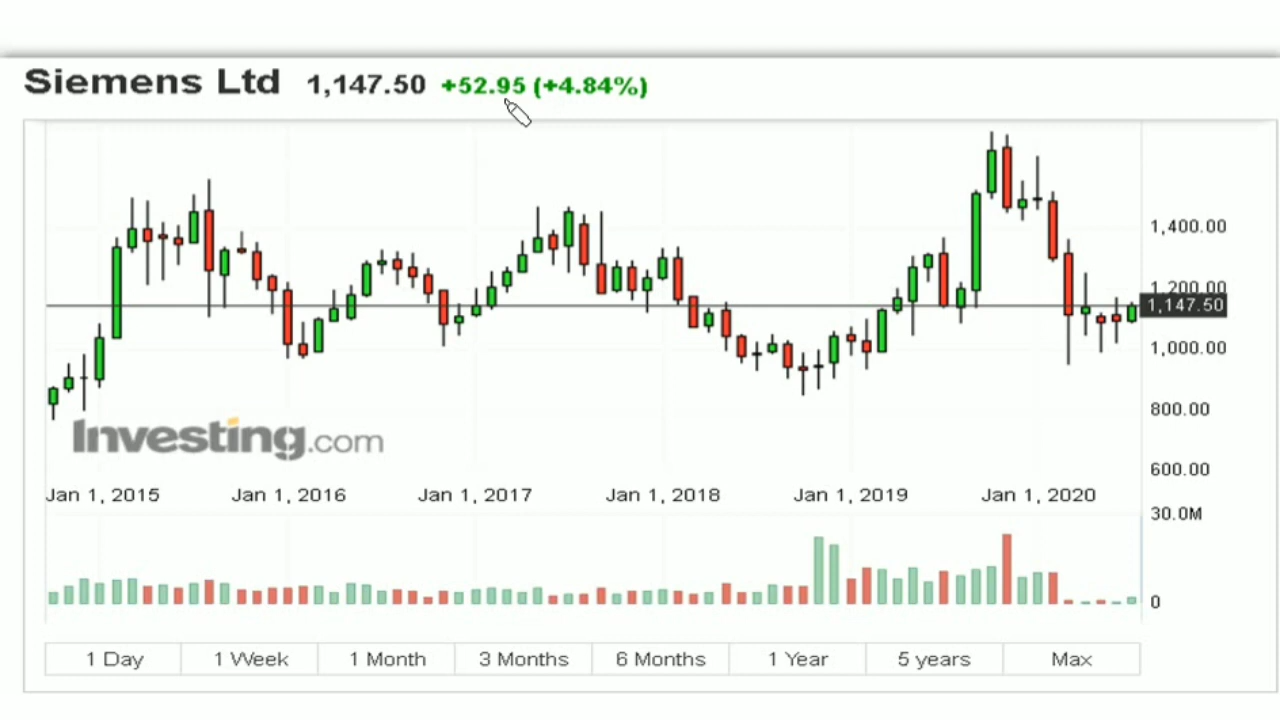 Siemens Ltd 1,147.50 +52.95 (+4.84%)
1,400.00
1,200.00
1,147.50
1,000.00
800.00
Investing.com
600.00
Jan 1, 2015 Jan 1, 2016 Jan 1, 2017 Jan 1, 2018 Jan 1, 2019 Jan 1, 2020
30.0M
0
1 Day 1 Week 1 Month 3 Months 6 Months 1 Year 5 years Max